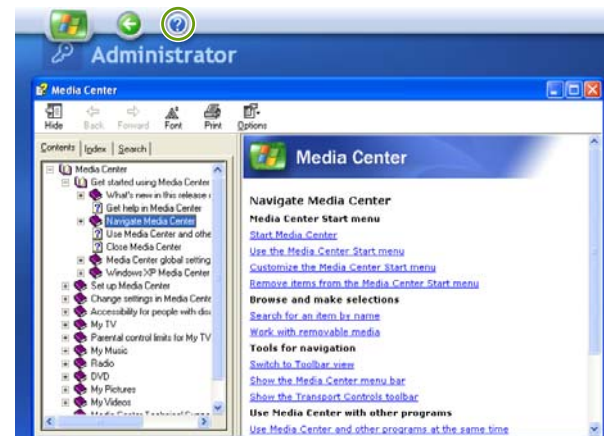 Administrator
Media Center
Hide Back Forward Font Print Options
Contents Index Search
Media Center
Get started using Media Center
What's new in this release
Get help in Media Center
Navigate Media Center
Use Media Center and othe
Close Media Center
Media Center global setting
Windows XP Media Center
Set up Media Center
Change settings in Media Cente
Accessibility for people with disa
My TV
Parental control limits for My TV
My Music
Radio
DVD
My Pictures
My Videos
Media Center
Navigate Media Center
Media Center Start menu
Start Media Center
Use the Media Center Start menu
Customize the Media Center Start menu
Remove items from the Media Center Start menu
Browse and make selections
Search for an item by name
Work with removable media
Tools for navigation
Switch to Toolbar view
Show the Media Center menu bar
Show the Transport Controls toolbar
Use Media Center with other programs
Use Media Center and other programs at the same time